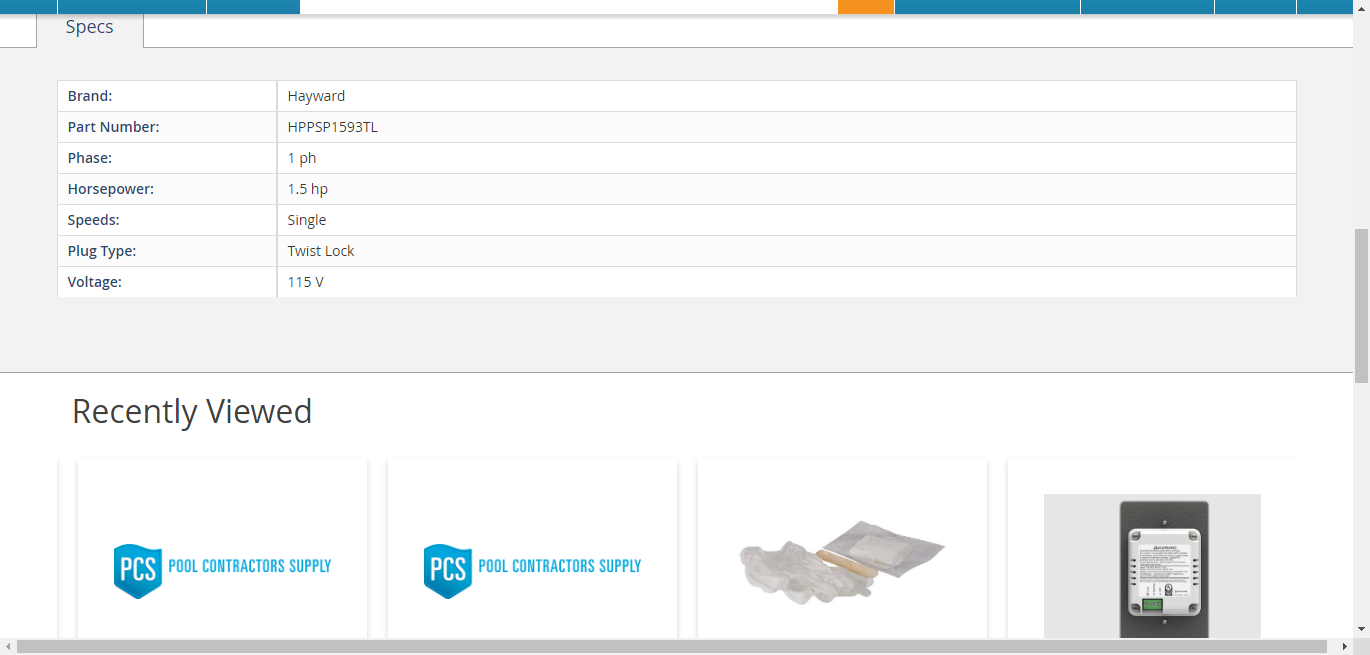 Specs
Brand: Hayward
Part Number: HPPSP1593TL
Phase: 1 ph
Horsepower: 1.5 hp
Speeds: Single
Plug Type: Twist Lock
Voltage: 115 V
Recently Viewed
PCS POOL CONTRACTORS SUPPLY
PCS POOL CONTRACTORS SUPPLY